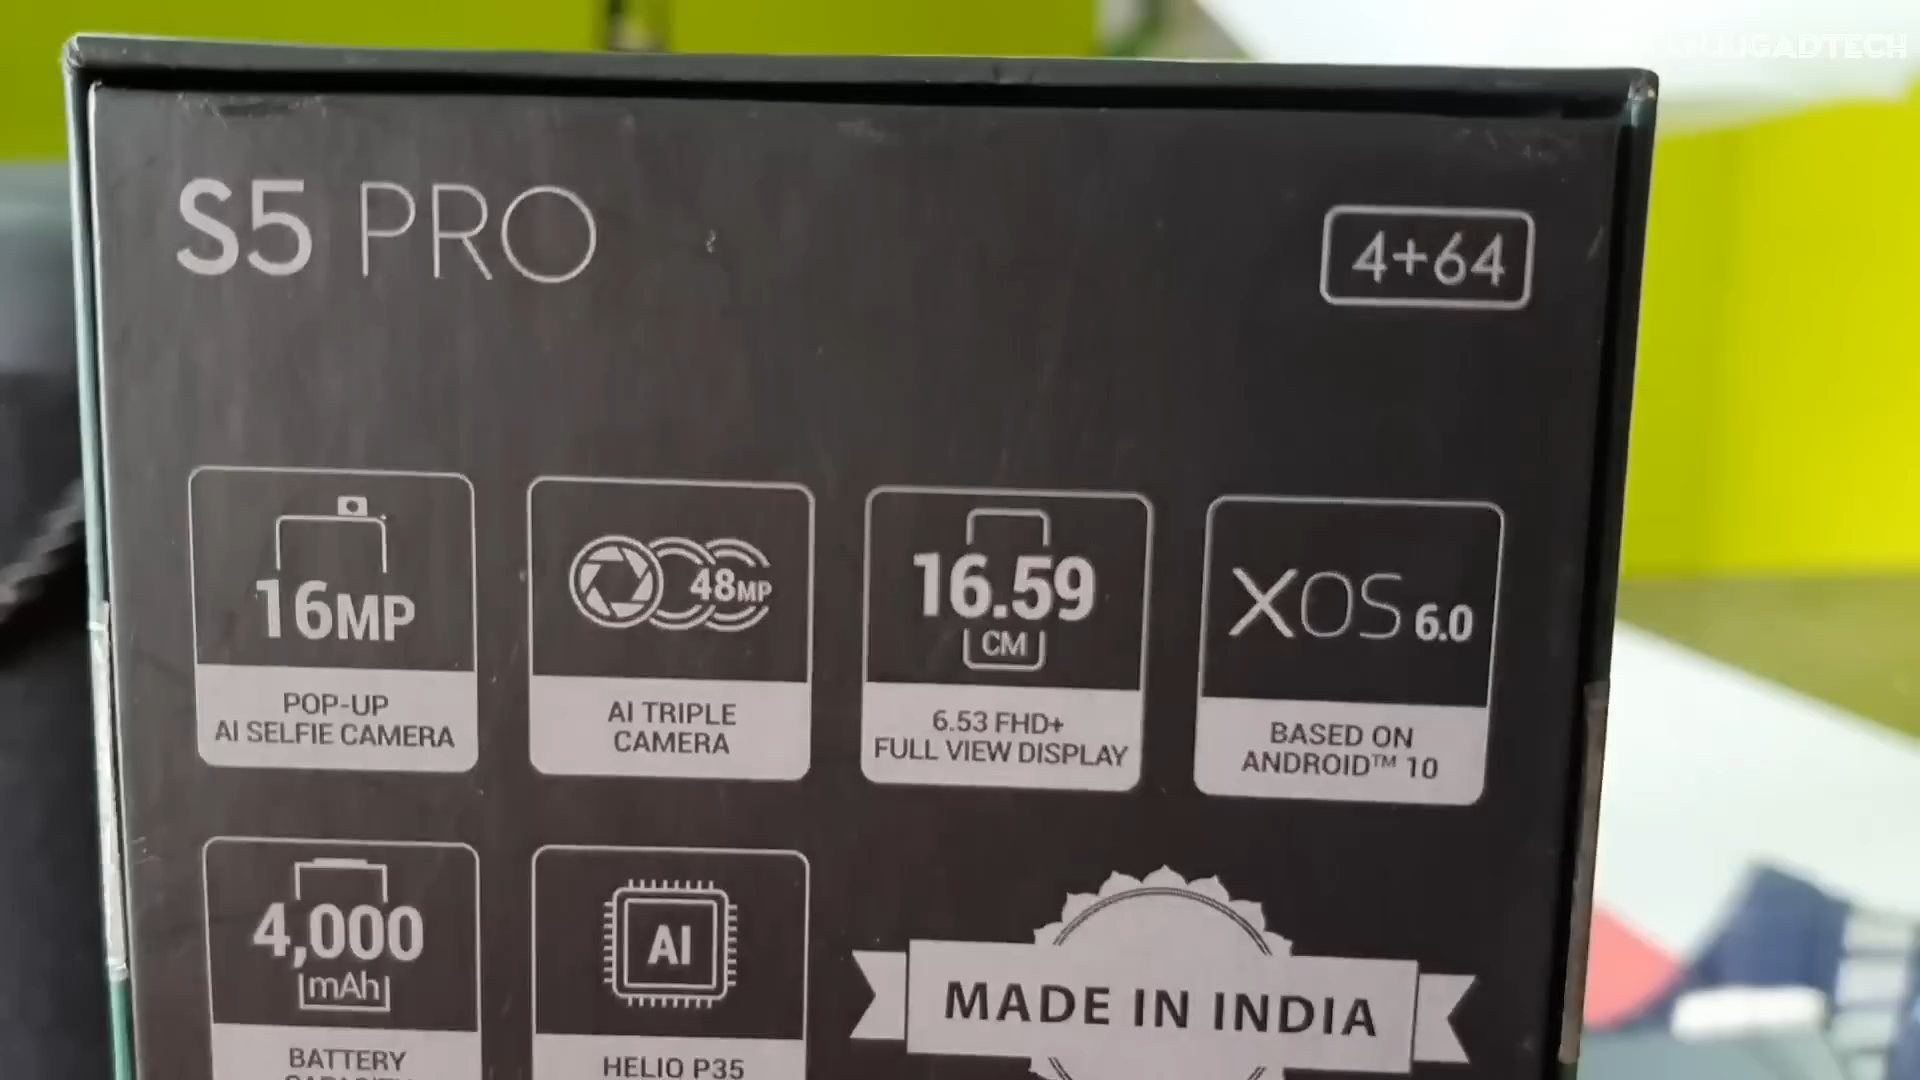 S5 PRO
4+64
16MP
POP-UP
AI SELFIE CAMERA
48MP
AI TRIPLE
CAMERA
16.59
CM
6.53 FHD+
FULL VIEW DISPLAY
XOS 6.0
BASED ON
ANDROID™ 10
4,000
mAh
BATTERY
AI
HELIO P35
MADE IN INDIA